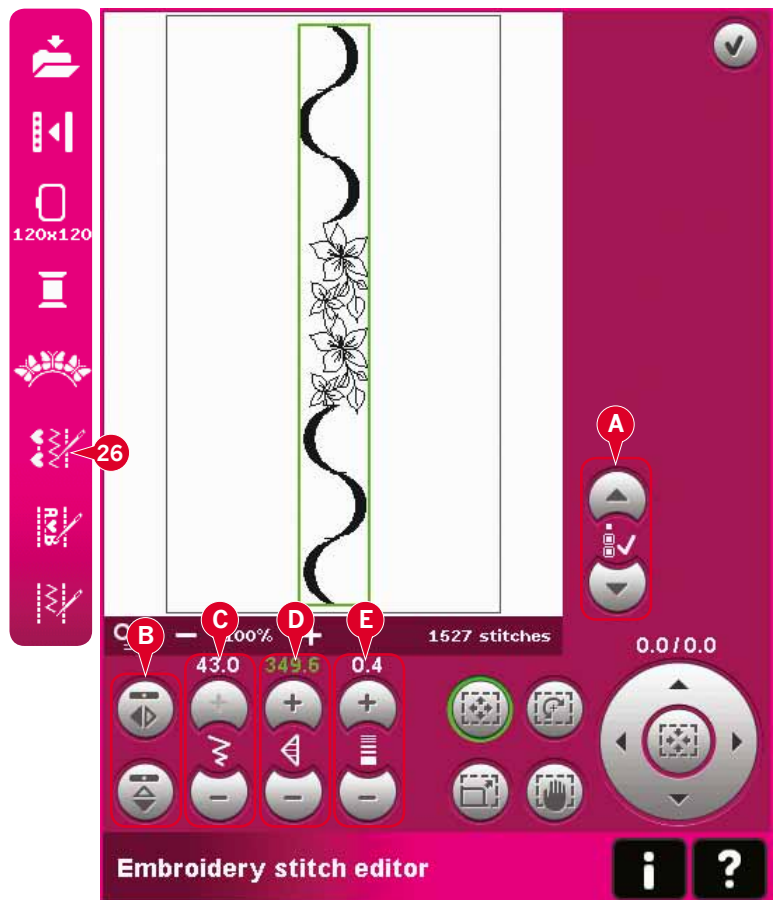 120x120
26
A
B
C
D
E
100%
1527 stitches
43.0
349.6
0.4
0.0/0.0
Embroidery stitch editor
i
?